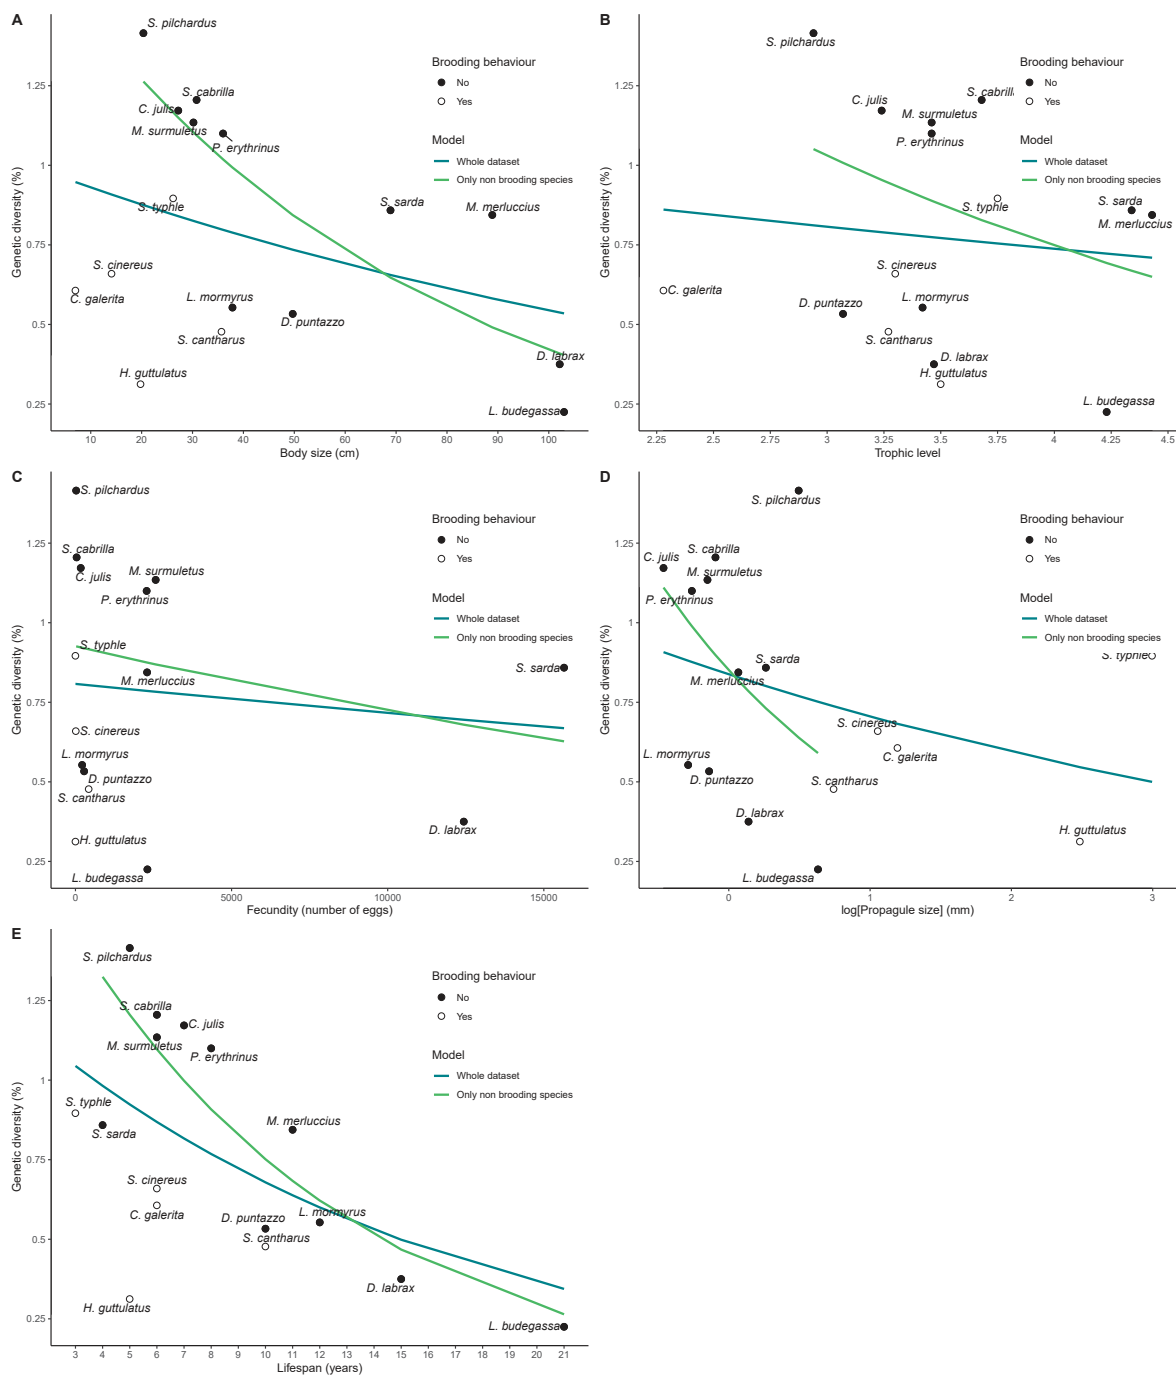 A
S. pilchardus
1.25
1
0.75
0.5
0.25
Genetic diversity (%)
Brooding behaviour
No
Yes
Model
Whole dataset
Only non brooding species
S. cabrilla
C. julis
M. surmuletus
P. erythrinus
S. typhle
S. sarda
M. merluccius
S. cinereus
C. galerita
L. mormyrus
D. puntazzo
S. cantharus
H. guttulatus
D. labrax
L. budegassa
10 20 30 40 50 60 70 80 90 100
Body size (cm)
B
S. pilchardus
1.25
1
0.75
0.5
0.25
Genetic diversity (%)
Brooding behaviour
No
Yes
Model
Whole dataset
Only non brooding species
S. cabrill
C. julis
M. surmuletus
P. erythrinus
S. typhle
S. sarda
M. merluccius
S. cinereus
C. galerita
D. puntazzo
L. mormyrus
S. cantharus
D. labrax
H. guttulatus
L. budegassa
2.25 2.5 2.75 3 3.25 3.5 3.75 4 4.25 4.5
Trophic level
C
S. pilchardus
1.25
1
0.75
0.5
0.25
Genetic diversity (%)
Brooding behaviour
No
Yes
Model
Whole dataset
Only non brooding species
S. cabrilla
C. julis
M. surmuletus
P. erythrinus
S. typhle
S. sarda
M. merluccius
S. cinereus
L. mormyrus
D. puntazzo
S. cantharus
D. labrax
H. guttulatus
L. budegassa
0 5000 10000 15000
Fecundity (number of eggs)
D
S. pilchardus
1.25
1
0.75
0.5
0.25
Genetic diversity (%)
Brooding behaviour
No
Yes
Model
Whole dataset
Only non brooding species
S. cabrilla
C. julis
M. surmuletus
P. erythrinus
S. typhle
S. sarda
M. merluccius
S. cinereus
C. galerita
L. mormyrus
D. puntazzo
S. cantharus
D. labrax
H. guttulatus
L. budegassa
0 1 2 3
log[Propagule size] (mm)
E
S. pilchardus
1.25
1
0.75
0.5
0.25
Genetic diversity (%)
Brooding behaviour
No
Yes
Model
Whole dataset
Only non brooding species
S. cabrilla
C. julis
M. surmuletus
P. erythrinus
S. typhle
S. sarda
M. merluccius
S. cinereus
C. galerita
D. puntazzo
L. mormyrus
S. cantharus
D. labrax
H. guttulatus
L. budegassa
3 4 5 6 7 8 9 10 11 12 13 14 15 16 17 18 19 20 21
Lifespan (years)